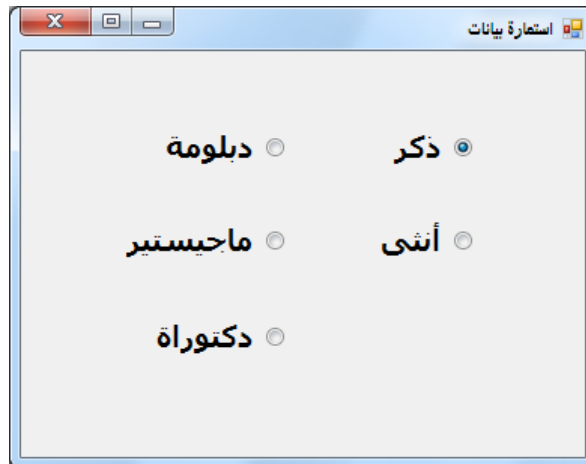 استمارة بيانات
ذكر
دبلومة
أنثى
ماجيستير
دكتوراة